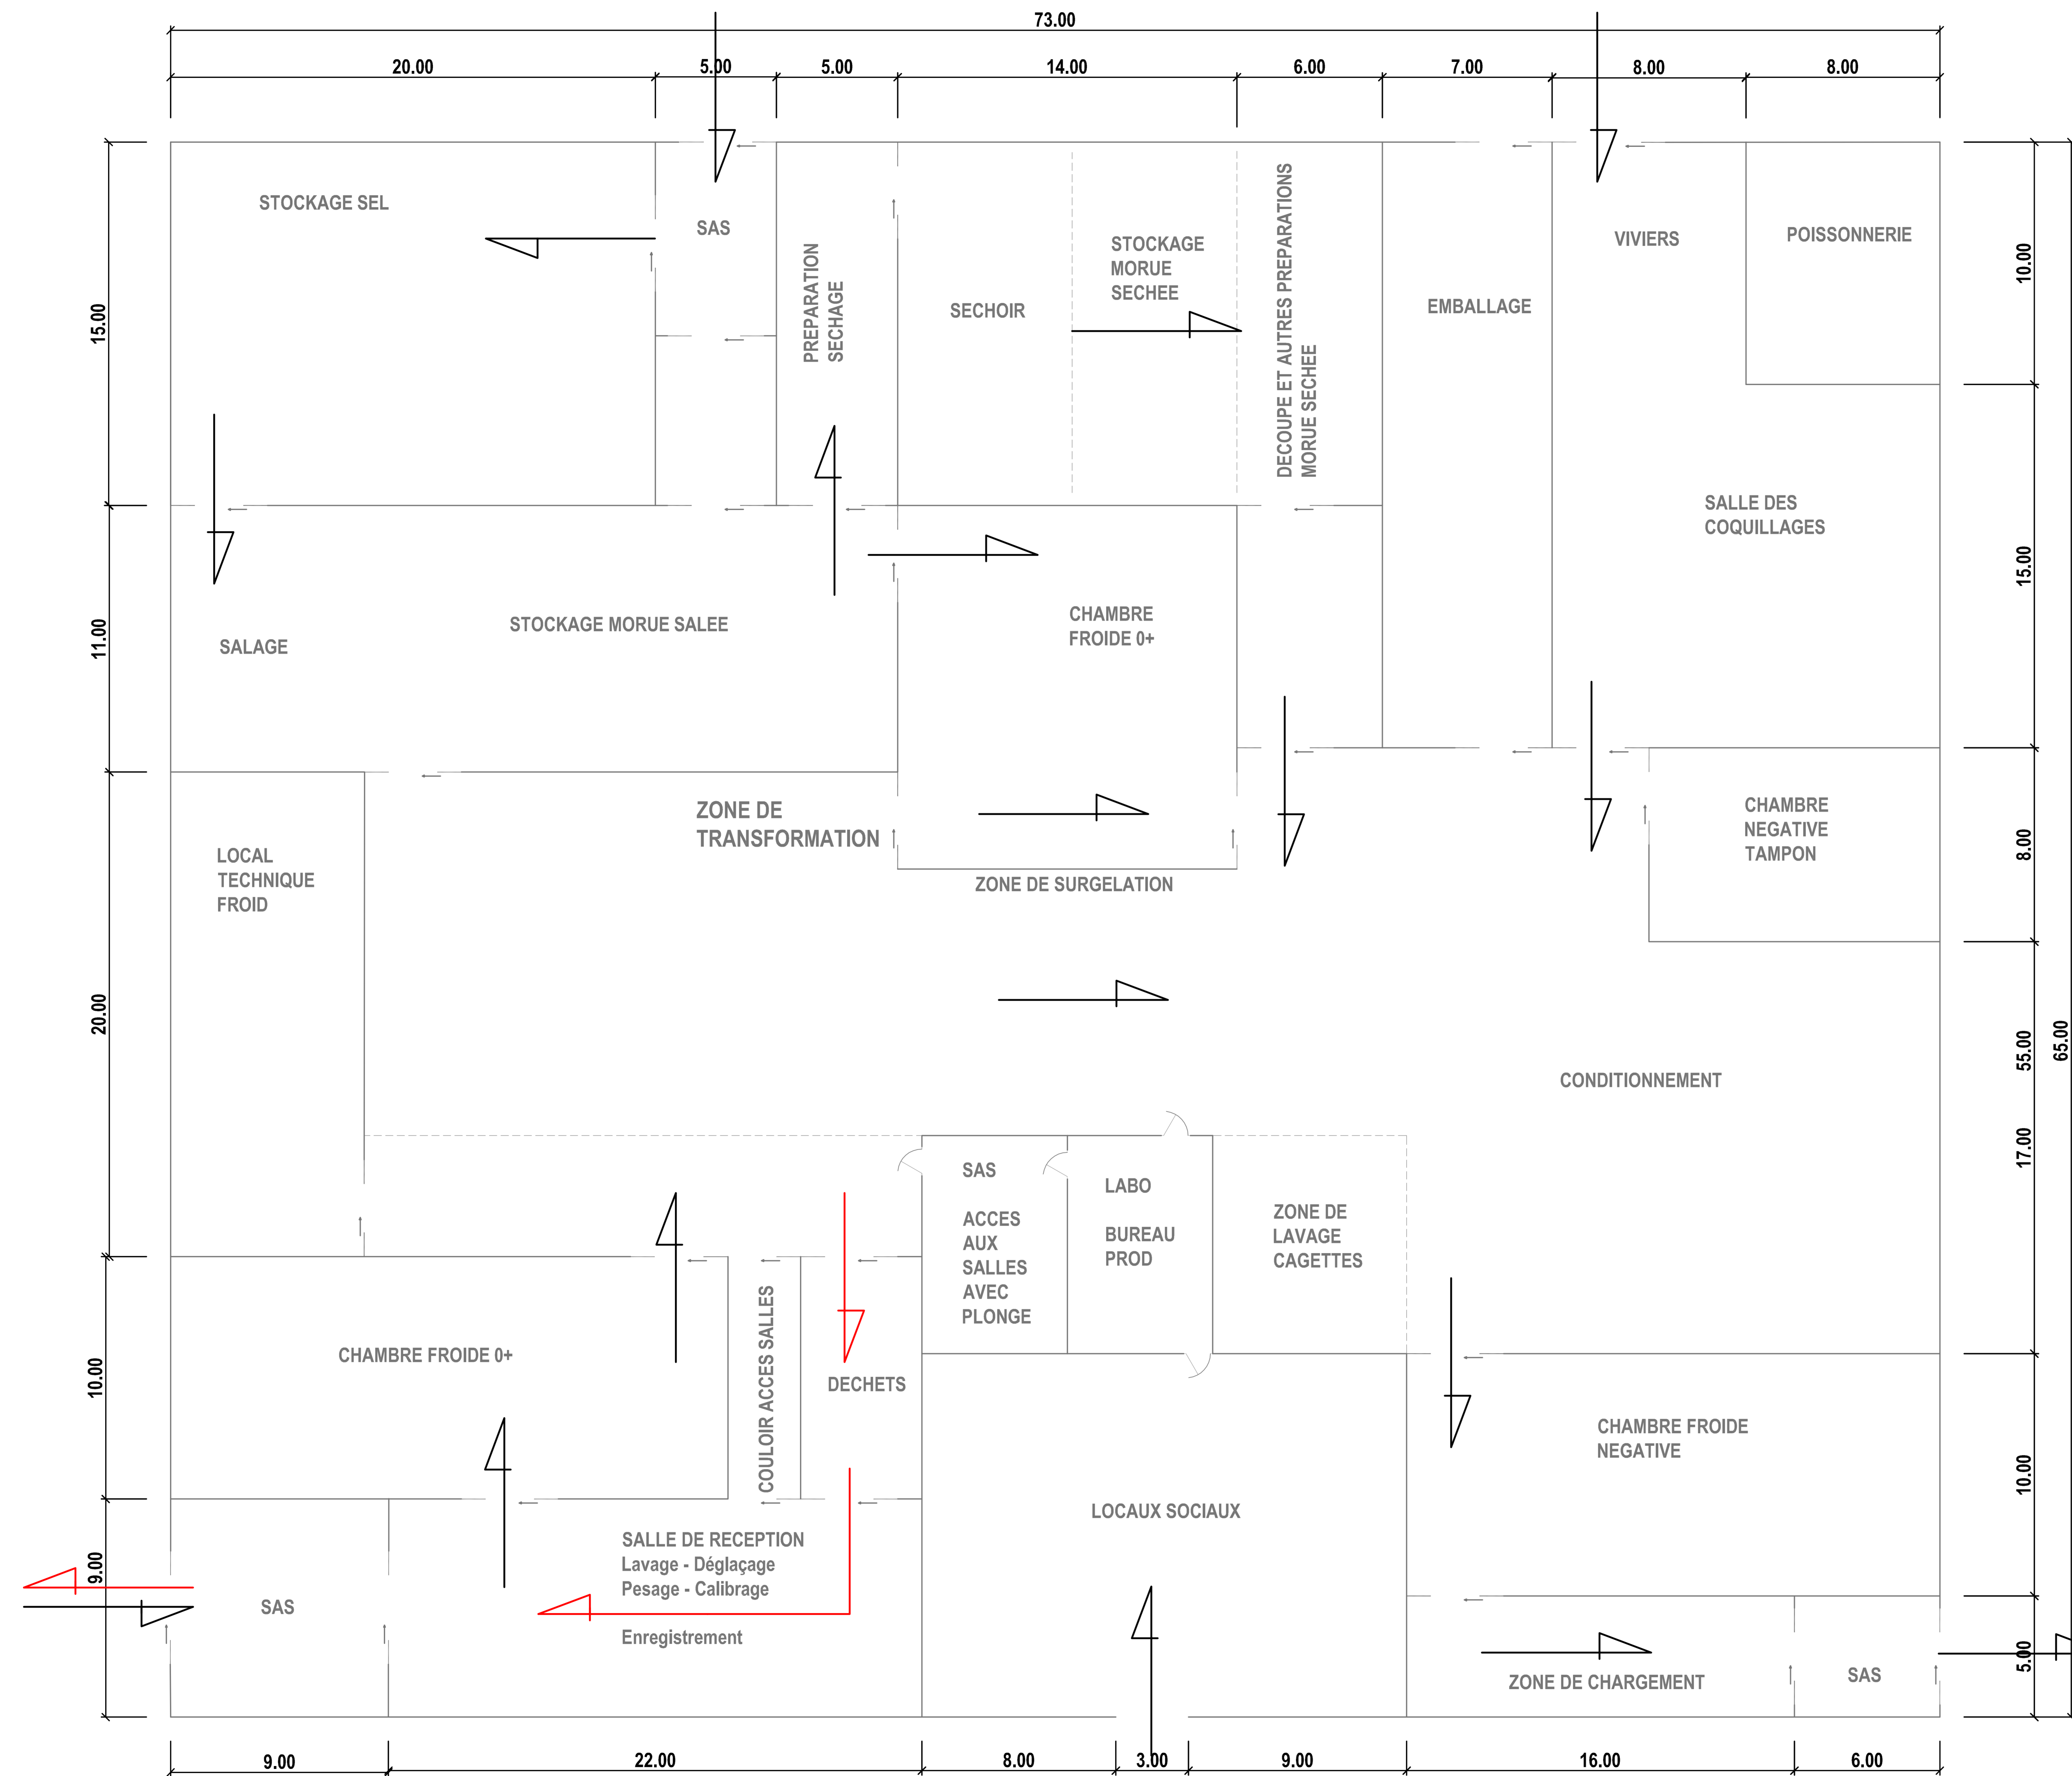 73.00
20.00
5.00
5.00
14.00
6.00
7.00
8.00
8.00
STOCKAGE SEL
SAS
PREPARATION
SECHAGE
SECHOIR
STOCKAGE
MORUE
SECHEE
DECOUPE ET AUTRES PREPARATIONS
MORUE SECHEE
EMBALLAGE
VIVIERS
POISSONNERIE
10.00
15.00
SALLE DES
COQUILLAGES
15.00
11.00
SALAGE
STOCKAGE MORUE SALEE
CHAMBRE
FROIDE 0+
ZONE DE
TRANSFORMATION
LOCAL
TECHNIQUE
FROID
ZONE DE SURGELATION
CHAMBRE
NEGATIVE
TAMPON
8.00
20.00
55.00
65.00
CONDITIONNEMENT
17.00
SAS
ACCES
AUX
SALLES
AVEC
PLONGE
LABO
BUREAU
PROD
ZONE DE
LAVAGE
CAGETTES
CHAMBRE FROIDE 0+
COULOIR ACCES SALLES
DECHETS
10.00
CHAMBRE FROIDE
NEGATIVE
10.00
LOCAUX SOCIAUX
SALLE DE RECEPTION
Lavage - Déglaçage
Pesage - Calibrage
Enregistrement
9.00
SAS
ZONE DE CHARGEMENT
SAS
5.00
9.00
22.00
8.00
3.00
9.00
16.00
6.00